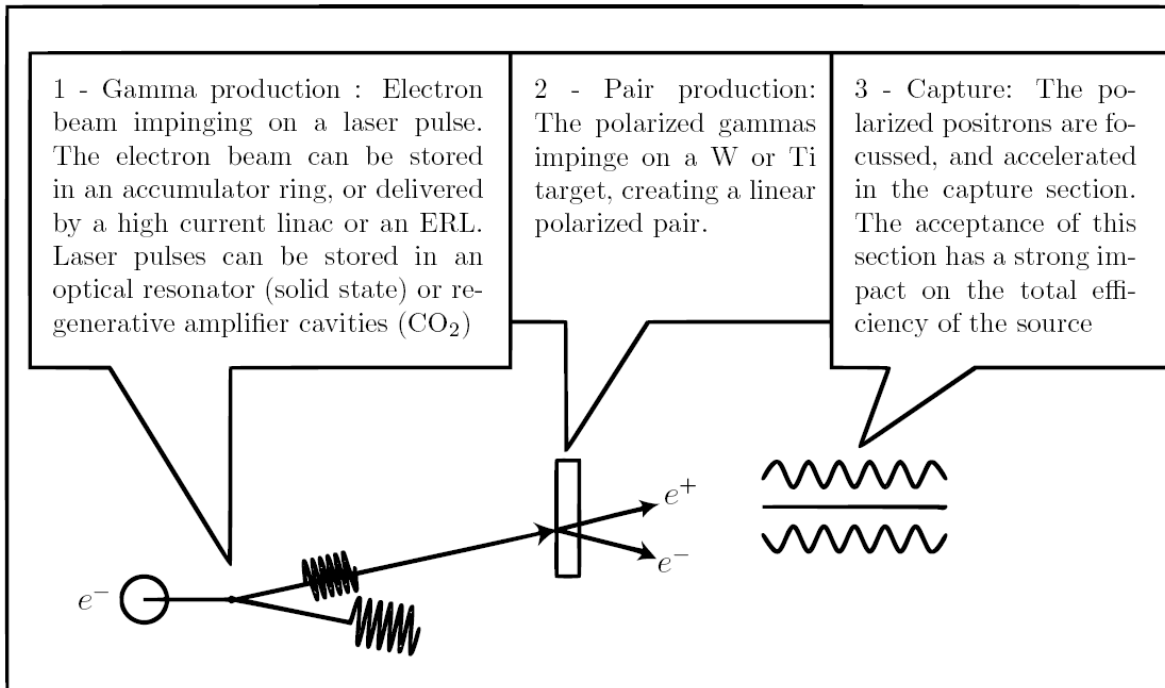 1 - Gamma production : Electron
beam impinging on a laser pulse.
The electron beam can be stored
in an accumulator ring, or delivered
by a high current linac or an ERL.
Laser pulses can be stored in an
optical resonator (solid state) or re-
generative amplifier cavities (CO₂)
2 - Pair production:
The polarized gammas
impinge on a W or Ti
target, creating a linear
polarized pair.
3 - Capture: The po-
larized positrons are fo-
cussed, and accelerated
in the capture section.
The acceptance of this
section has a strong im-
pact on the total effi-
ciency of the source
e⁺
e⁻
e⁻